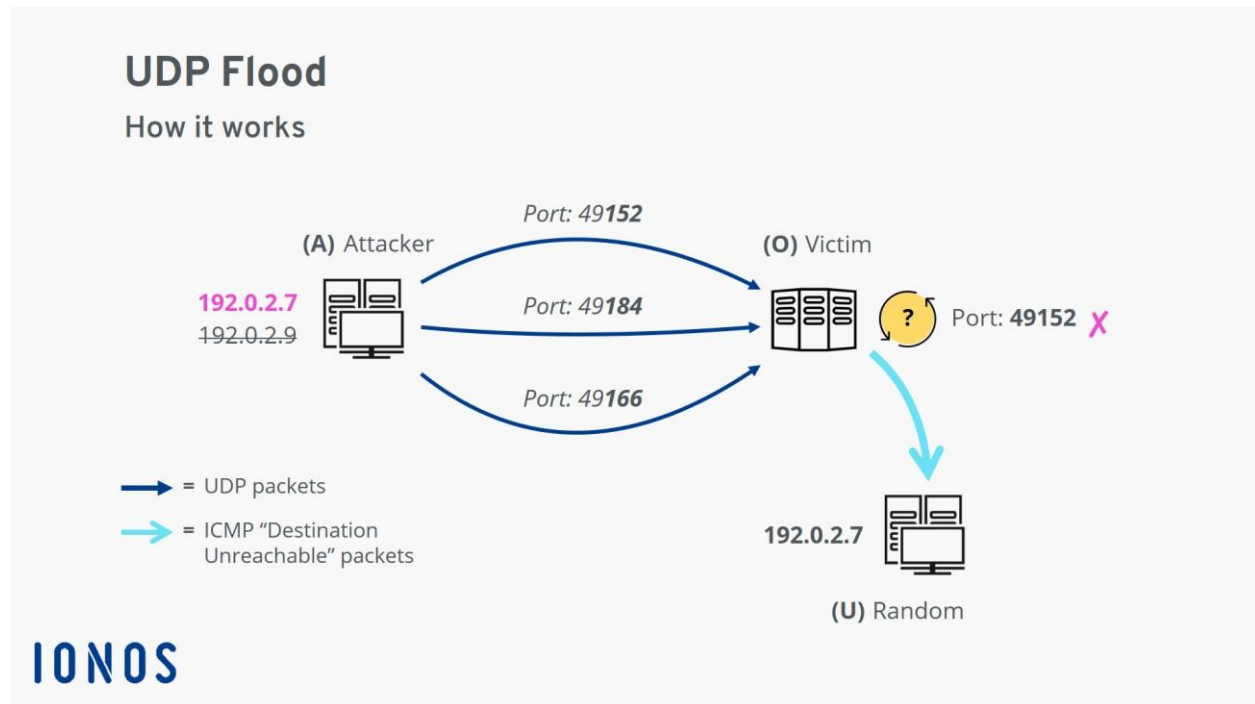 UDP Flood
How it works
Port: 49152
(A) Attacker
(O) Victim
192.0.2.7
192.0.2.9
Port: 49184
?
Port: 49152 X
Port: 49166
= UDP packets
= ICMP “Destination
Unreachable” packets
192.0.2.7
(U) Random
IONOS